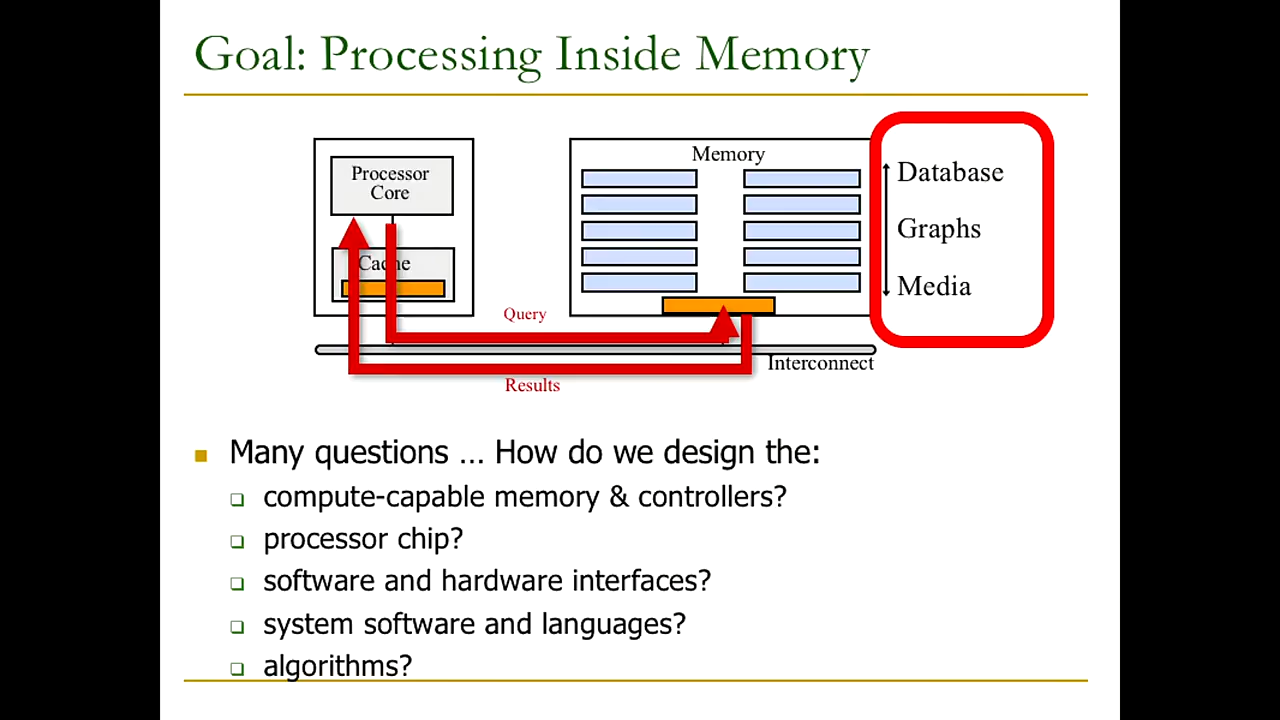 Goal: Processing Inside Memory
Processor
Core
Cache
Memory
Database
Graphs
Media
Query
Interconnect
Results
Many questions … How do we design the:
compute-capable memory & controllers?
processor chip?
software and hardware interfaces?
system software and languages?
algorithms?